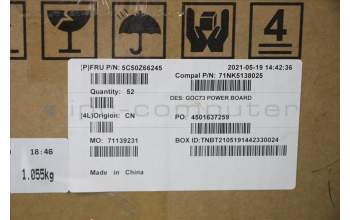 4
[P]FRU P/N: 5CS0Z66245
2021-05-19 14:42:36
Compal P/N: 71NK5138025
Quantity: 52
DES: GOC73 POWER BOARD
[4L]Origin: CN
PO: 4501637259
MO: 71139231
BOX ID:TNBT2105191442330024
Made in China
18:46
1.055kg